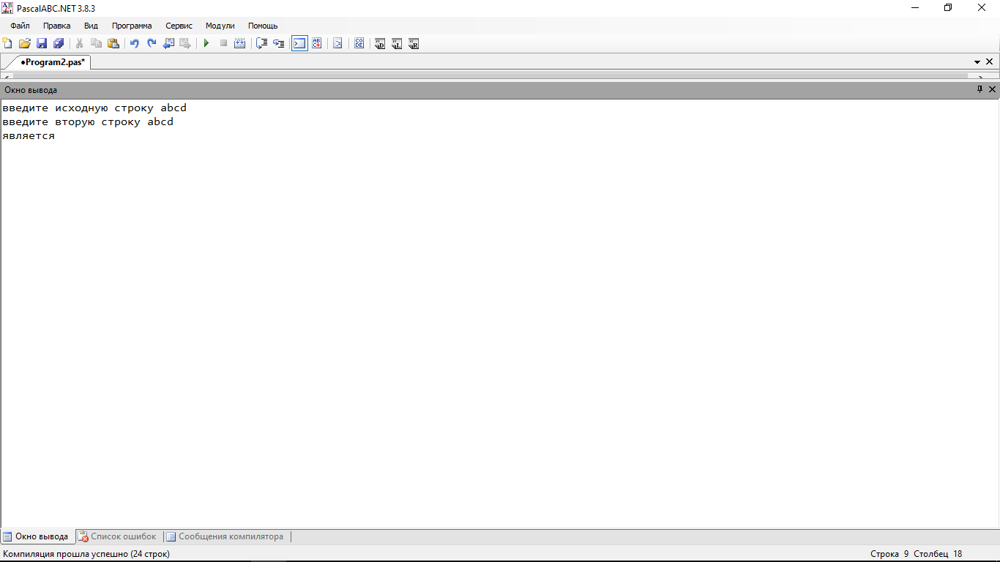 PascalABC.NET 3.8.3
Файл Правка Вид Программа Сервис Модули Помощь
•Program2.pas*
Окно вывода
введите исходную строку abcd
введите вторую строку abcd
является
Окно вывода Список ошибок Сообщения компилятора
Компиляция прошла успешно (24 строк) Строка 9 Столбец 18